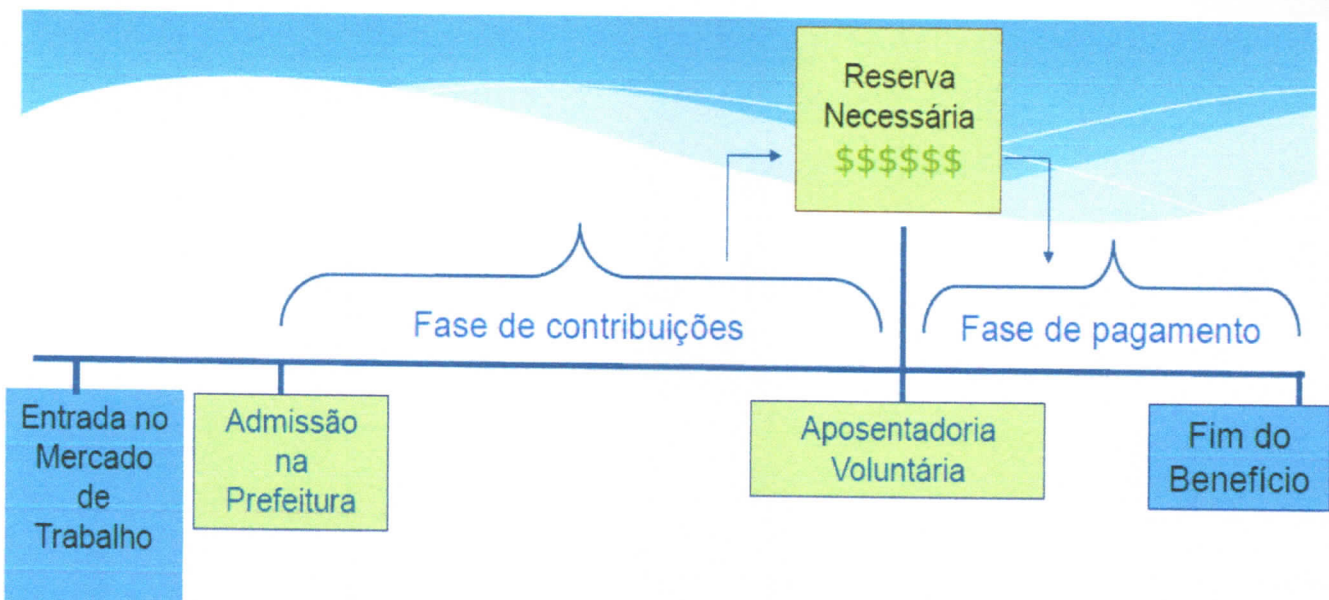 Reserva
Necessária
$$$$$$
Fase de contribuições
Fase de pagamento
Entrada no
Mercado
de
Trabalho
Admissão
na
Prefeitura
Aposentadoria
Voluntária
Fim do
Benefício